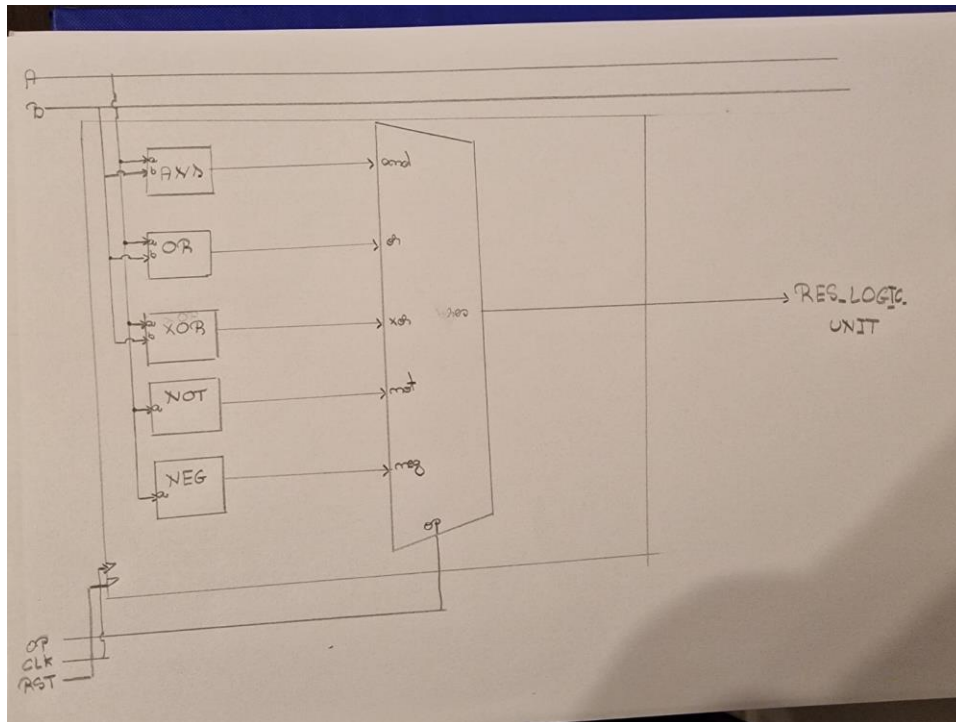 A
B
a
b
AND
and
a
b
OR
or
a
b
XOR
xor
RES_LOGIC_
UNIT
NOT
a
not
NEG
a
neg
OP
OP
CLK
RST